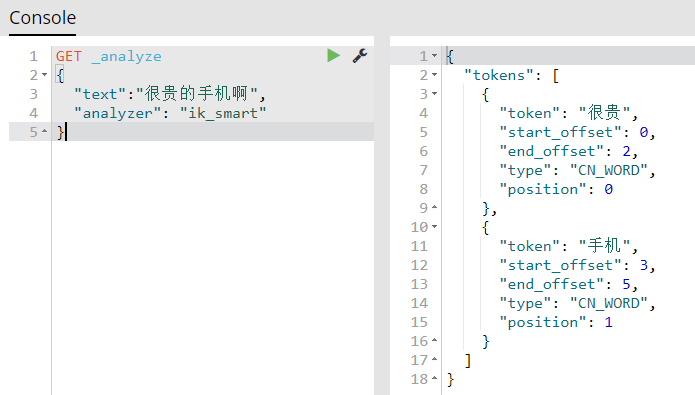 Console
1 GET _analyze
2 {
3 "text":"很贵的手机啊",
4 "analyzer": "ik_smart"
5 }
1 {
2 "tokens": [
3 {
4 "token": "很贵",
5 "start_offset": 0,
6 "end_offset": 2,
7 "type": "CN_WORD",
8 "position": 0
9 },
10 {
11 "token": "手机",
12 "start_offset": 3,
13 "end_offset": 5,
14 "type": "CN_WORD",
15 "position": 1
16 }
17 ]
18 }